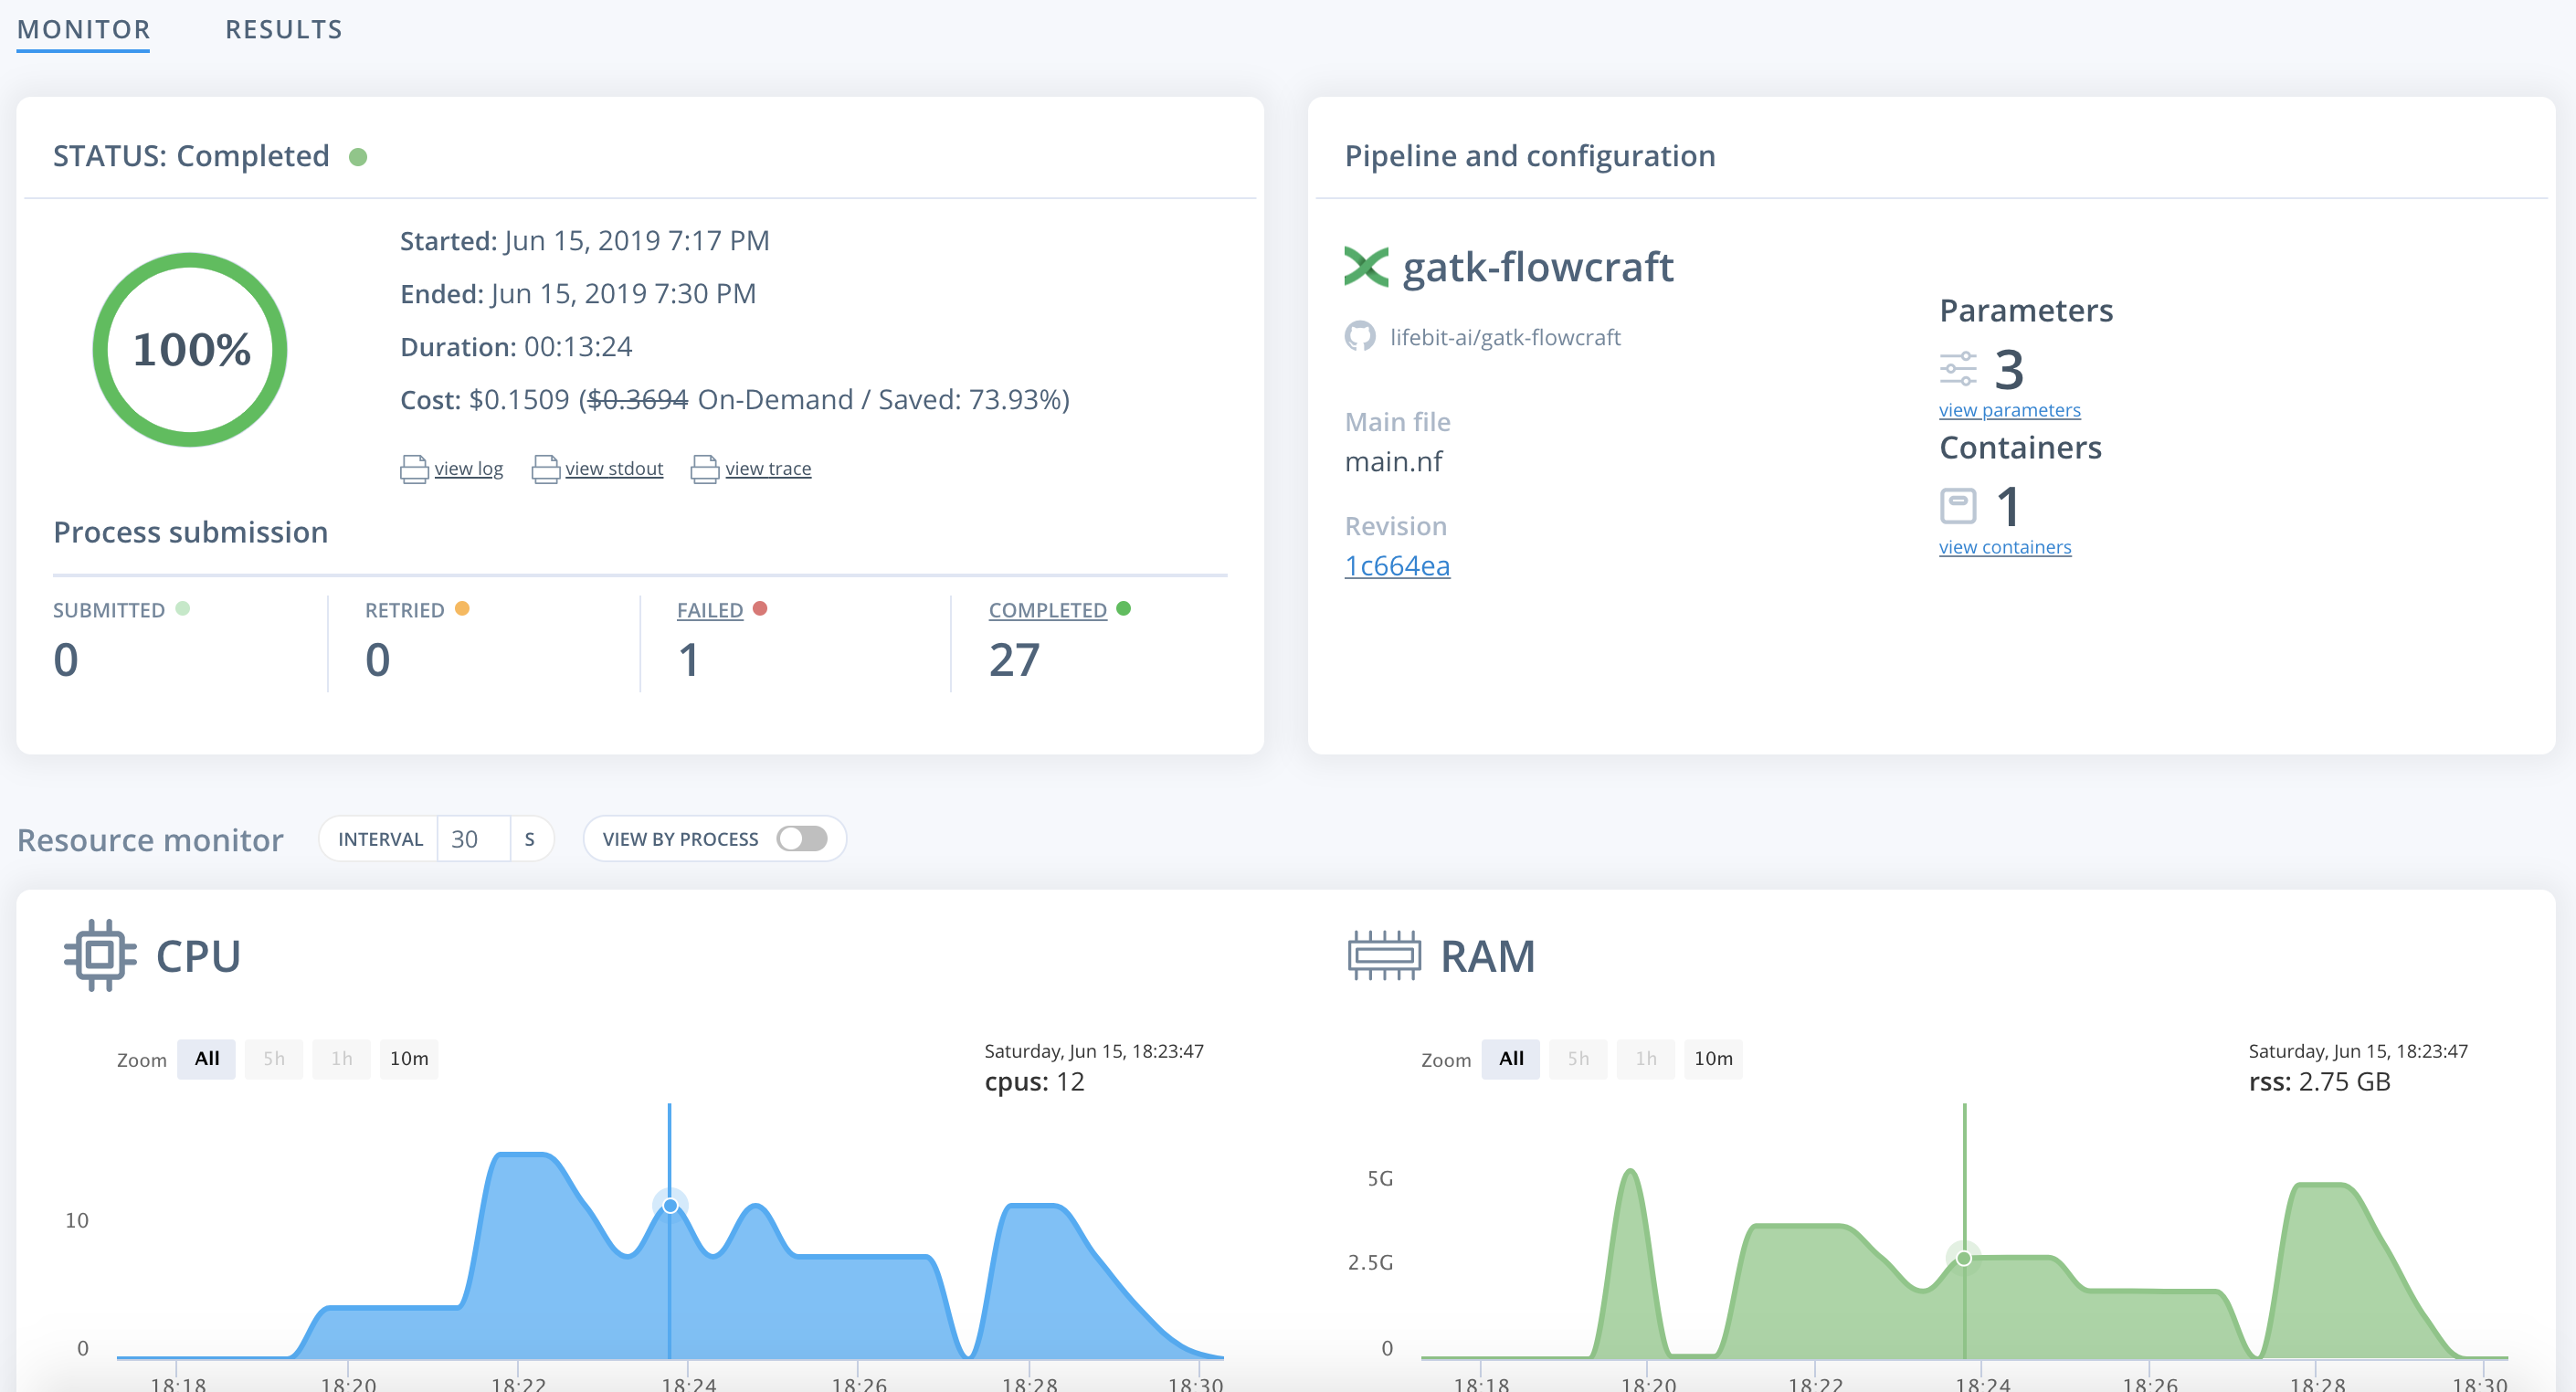 MONITOR RESULTS
STATUS: Completed
100%
Started: Jun 15, 2019 7:17 PM
Ended: Jun 15, 2019 7:30 PM
Duration: 00:13:24
Cost: $0.1509 ($0.3694 On-Demand / Saved: 73.93%)
view log view stdout view trace
Process submission
SUBMITTED RETRIED FAILED COMPLETED
0 0 1 27
Pipeline and configuration
gatk-flowcraft
lifebit-ai/gatk-flowcraft
Main file
main.nf
Revision
1c664ea
Parameters
3
view parameters
Containers
1
view containers
Resource monitor INTERVAL 30 S VIEW BY PROCESS
CPU
Zoom All 5h 1h 10m
Saturday, Jun 15, 18:23:47
cpus: 12
10
0
18:18 18:20 18:22 18:24 18:26 18:28 18:30
RAM
Zoom All 5h 1h 10m
Saturday, Jun 15, 18:23:47
rss: 2.75 GB
5G
2.5G
0
18:18 18:20 18:22 18:24 18:26 18:28 18:30